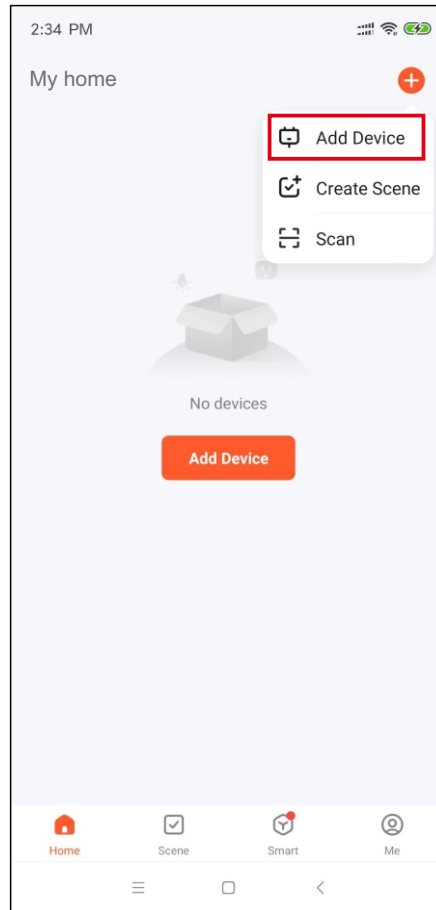 2:34 PM
My home
Add Device
Create Scene
Scan
No devices
Add Device
Home
Scene
Smart
Me